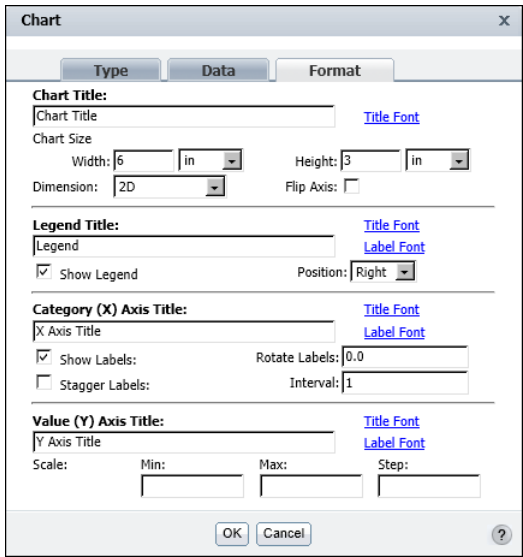 Chart x
Type Data Format
Chart Title:
Chart Title Title Font
Chart Size
Width: 6 in Height: 3 in
Dimension: 2D Flip Axis:
Legend Title: Title Font
Legend Label Font
Show Legend Position: Right
Category (X) Axis Title: Title Font
X Axis Title Label Font
Show Labels: Rotate Labels: 0.0
Stagger Labels: Interval: 1
Value (Y) Axis Title: Title Font
Y Axis Title Label Font
Scale: Min: Max: Step:
OK Cancel ?